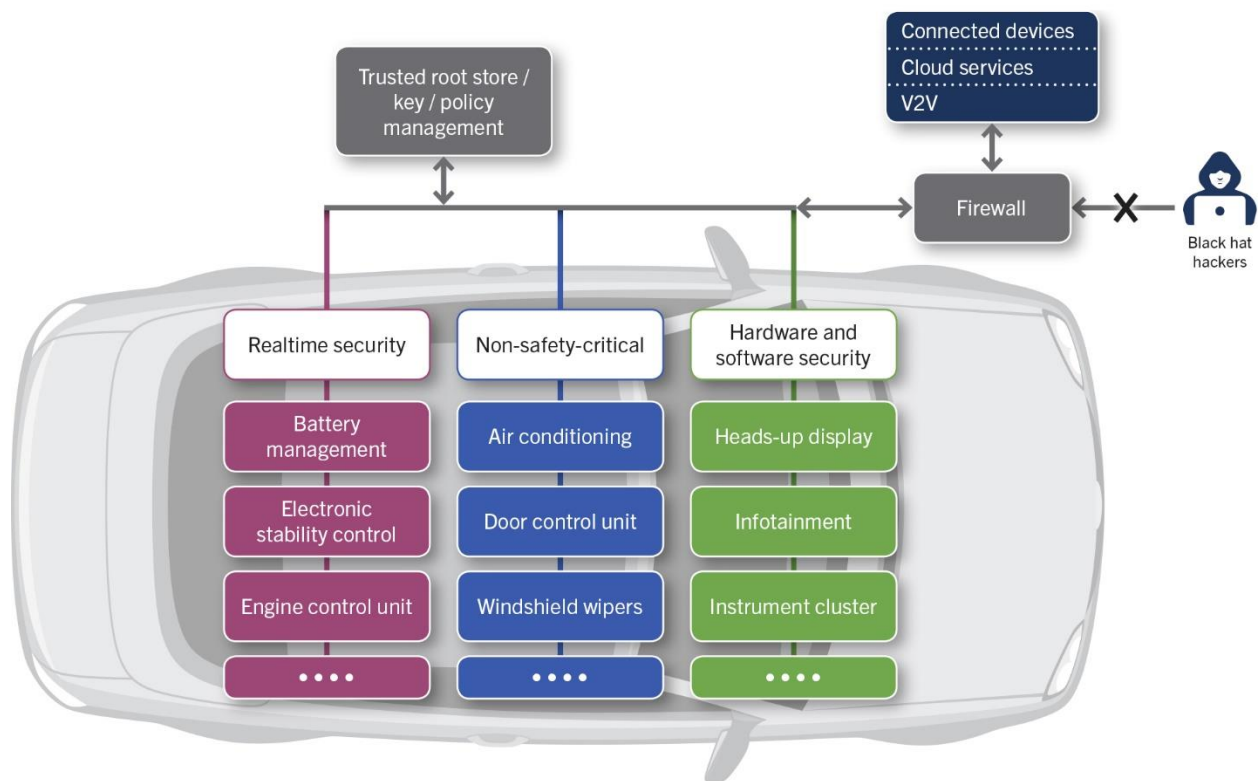 Trusted root store /
key / policy
management
Connected devices
Cloud services
V2V
Firewall
Black hat
hackers
Realtime security
Battery
management
Electronic
stability control
Engine control unit
••••
Non-safety-critical
Air conditioning
Door control unit
Windshield wipers
••••
Hardware and
software security
Heads-up display
Infotainment
Instrument cluster
••••